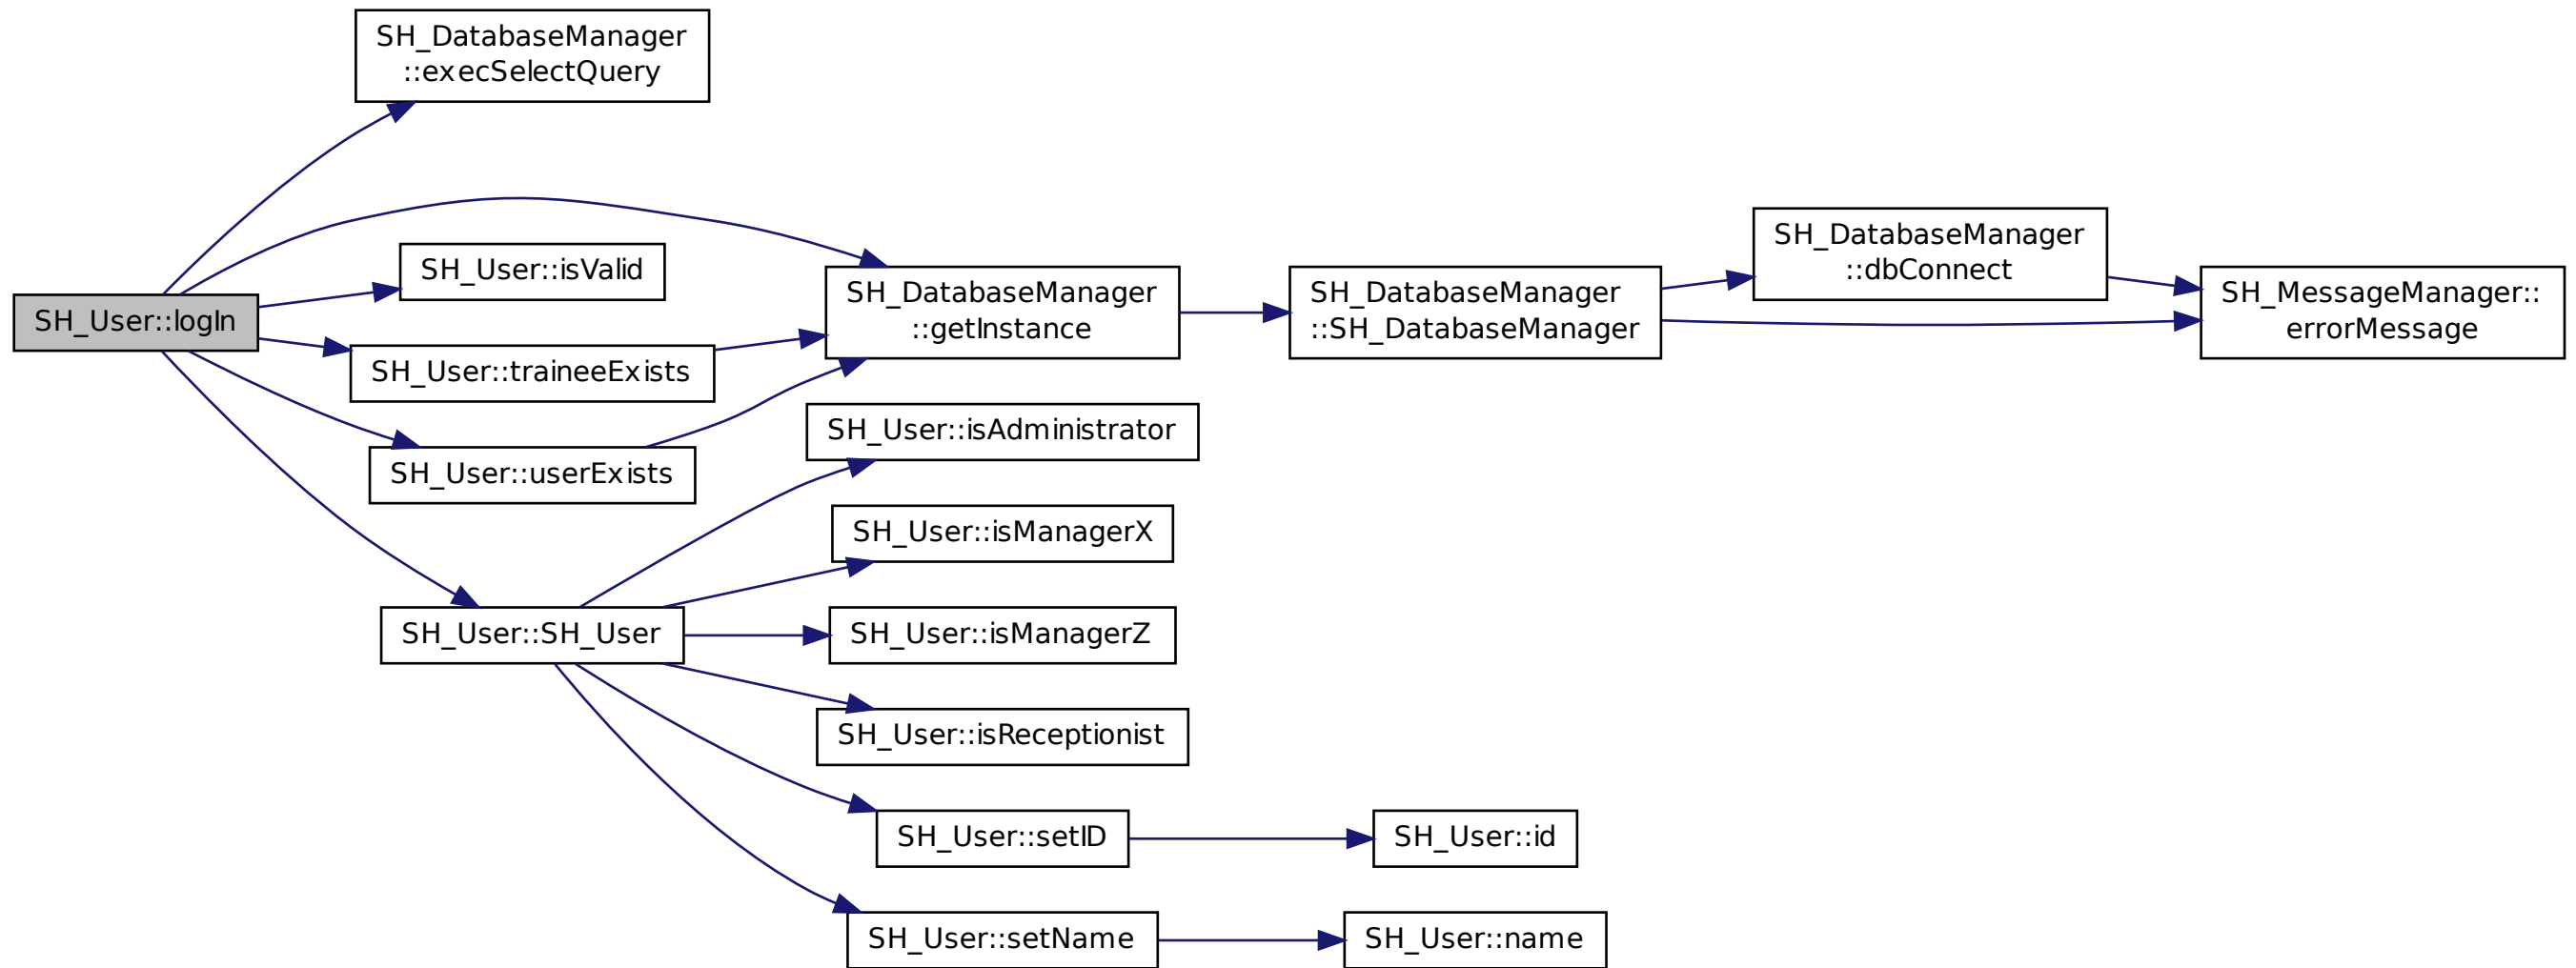 SH_DatabaseManager
::execSelectQuery
SH_User::logIn
SH_User::isValid
SH_User::traineeExists
SH_User::userExists
SH_User::SH_User
SH_DatabaseManager
::getInstance
SH_User::isAdministrator
SH_User::isManagerX
SH_User::isManagerZ
SH_User::isReceptionist
SH_User::setID
SH_User::setName
SH_DatabaseManager
::SH_DatabaseManager
SH_User::id
SH_User::name
SH_DatabaseManager
::dbConnect
SH_MessageManager::
errorMessage